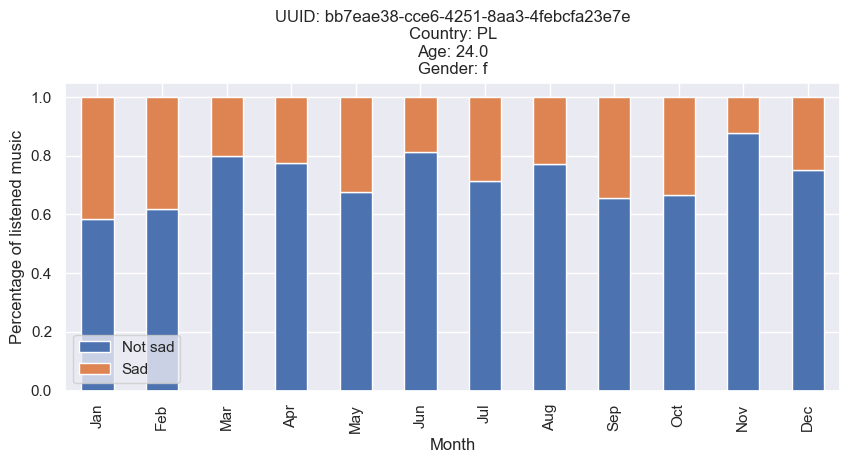 UUID: bb7eae38-cce6-4251-8aa3-4febcfa23e7e
Country: PL
Age: 24.0
Gender: f
1.0
0.8
0.6
0.4
0.2
0.0
Percentage of listened music
Not sad
Sad
Jan
Feb
Mar
Apr
May
Jun
Jul
Aug
Sep
Oct
Nov
Dec
Month